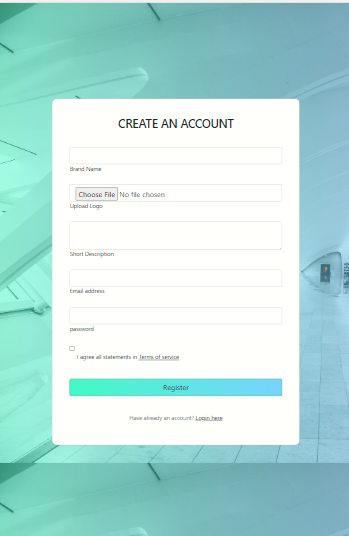 CREATE AN ACCOUNT
Brand Name
Choose File No file chosen
Upload Logo
Short Description
Email address
password
I agree all statements in Terms of service
Register
Have already an account? Login here